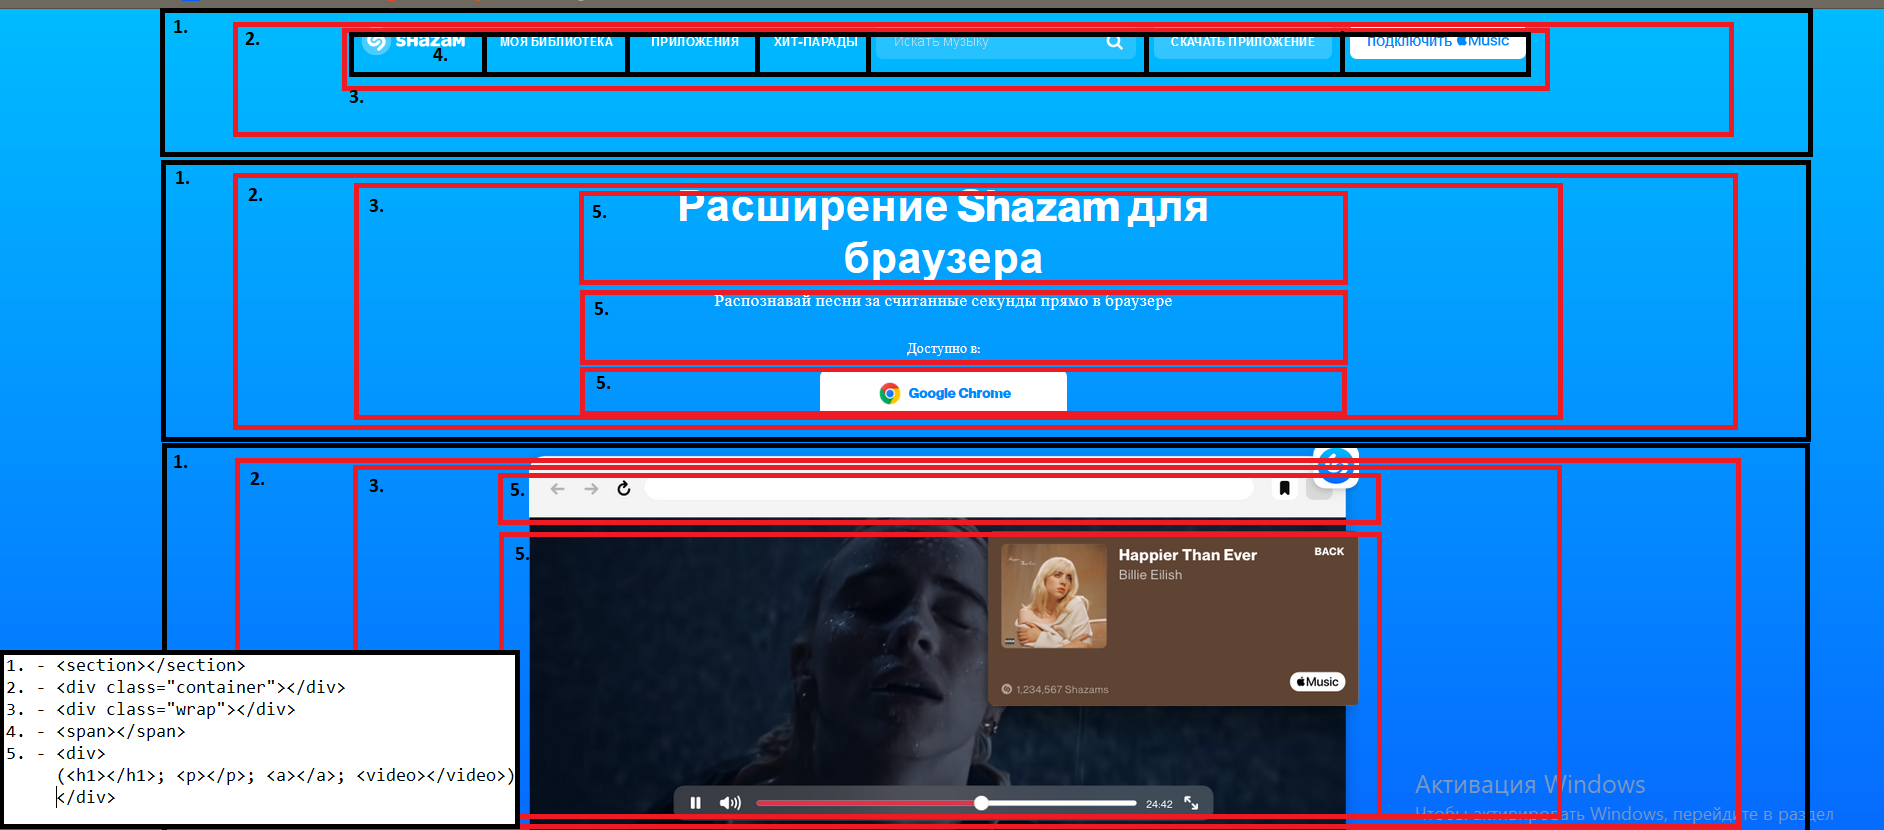 1.
2.
SHAZAM
МОЯ БИБЛИОТЕКА
ПРИЛОЖЕНИЯ
ХИТ-ПАРАДЫ
Искать музыку
СКАЧАТЬ ПРИЛОЖЕНИЕ
ПОДКЛЮЧИТЬ Music
4.
3.
1.
2.
3.
5.
Расширение Shazam для
браузера
5.
Распознавай песни за считанные секунды прямо в браузере
Доступно в:
5.
Google Chrome
1.
2.
3.
5.
5.
Happier Than Ever
BACK
Billie Eilish
1,234,567 Shazams
Music
24:42
1. - <section></section>
2. - <div class="container"></div>
3. - <div class="wrap"></div>
4. - <span></span>
5. - <div>
(<h1></h1>; <p></p>; <a></a>; <video></video>)
</div>
Активация Windows
Чтобы активировать Windows, перейдите в раздел